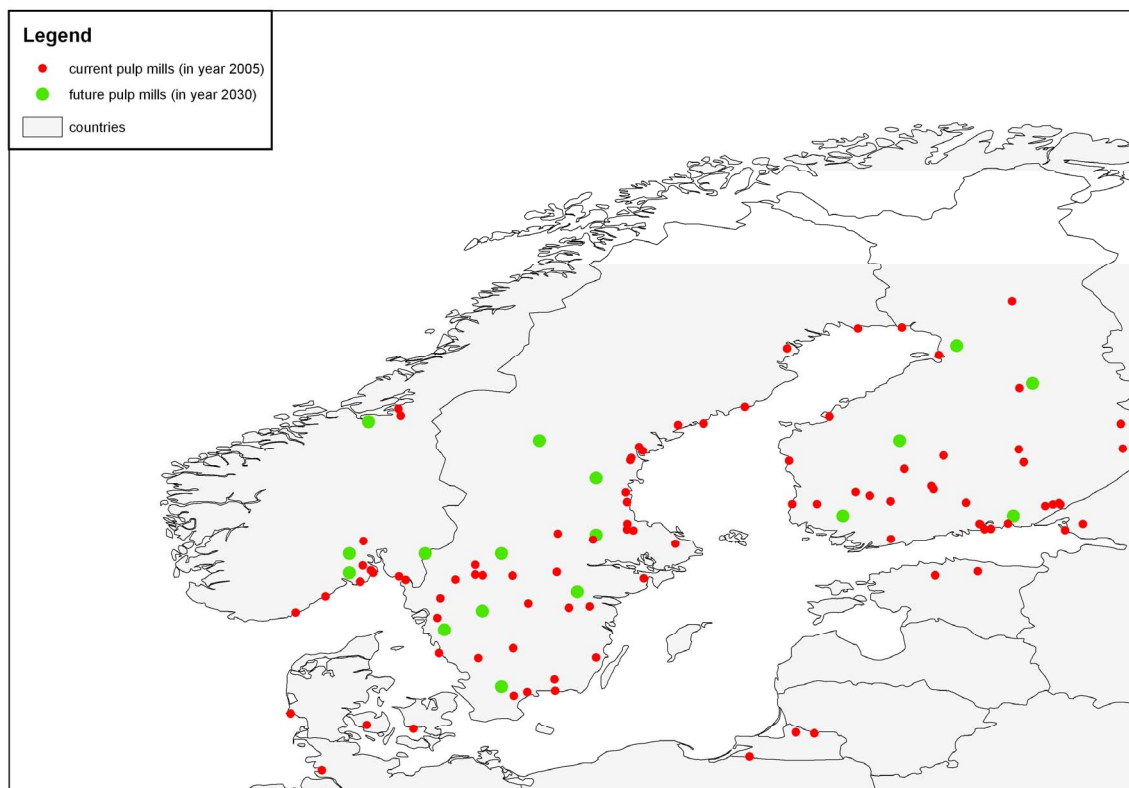 Legend
current pulp mills (in year 2005)
future pulp mills (in year 2030)
countries